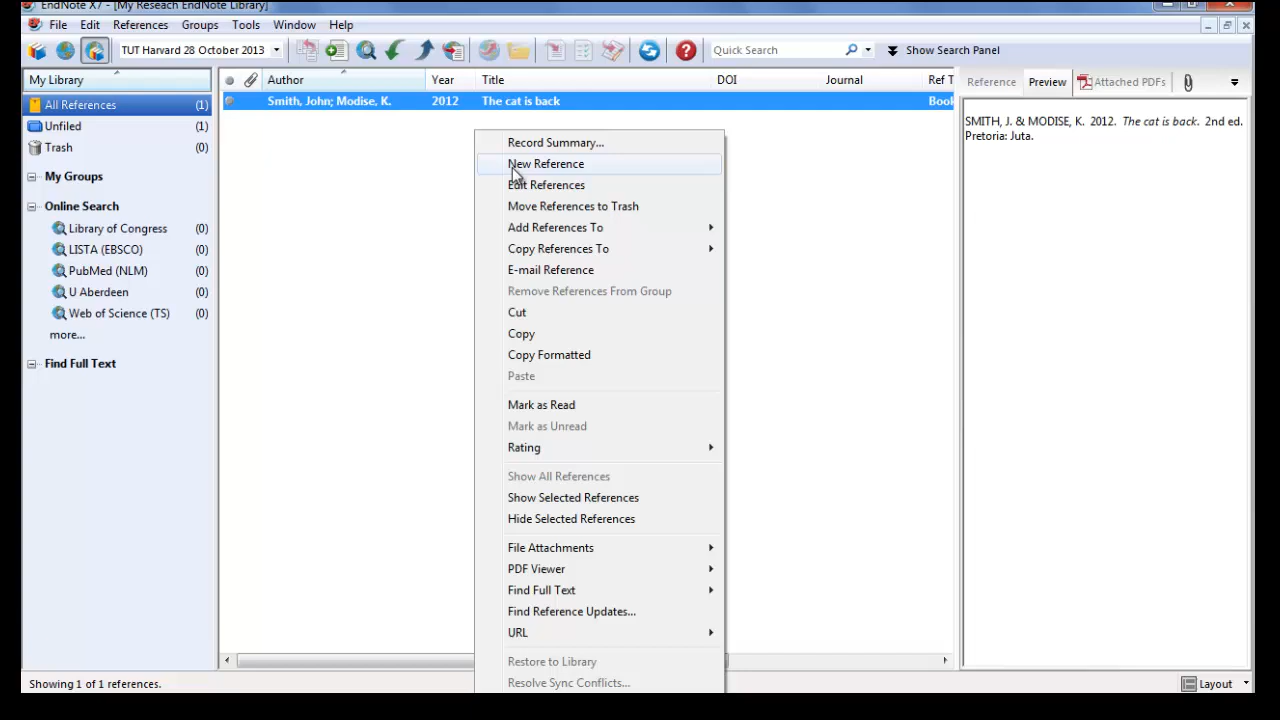 EndNote X7 - [My Reseach EndNote Library]
File Edit References Groups Tools Window Help
TUT Harvard 28 October 2013 Quick Search Show Search Panel
My Library
All References (1)
Unfiled (1)
Trash (0)
My Groups
Online Search
Library of Congress (0)
LISTA (EBSCO) (0)
PubMed (NLM) (0)
U Aberdeen (0)
Web of Science (TS) (0)
more...
Find Full Text
Author Year Title DOI Journal Ref T
Smith, John; Modise, K. 2012 The cat is back Book
Record Summary...
New Reference
Edit References
Move References to Trash
Add References To
Copy References To
E-mail Reference
Remove References From Group
Cut
Copy
Copy Formatted
Paste
Mark as Read
Mark as Unread
Rating
Show All References
Show Selected References
Hide Selected References
File Attachments
PDF Viewer
Find Full Text
Find Reference Updates...
URL
Restore to Library
Resolve Sync Conflicts...
Reference Preview Attached PDFs
SMITH, J. & MODISE, K. 2012. The cat is back. 2nd ed.
Pretoria: Juta.
Showing 1 of 1 references.
Layout